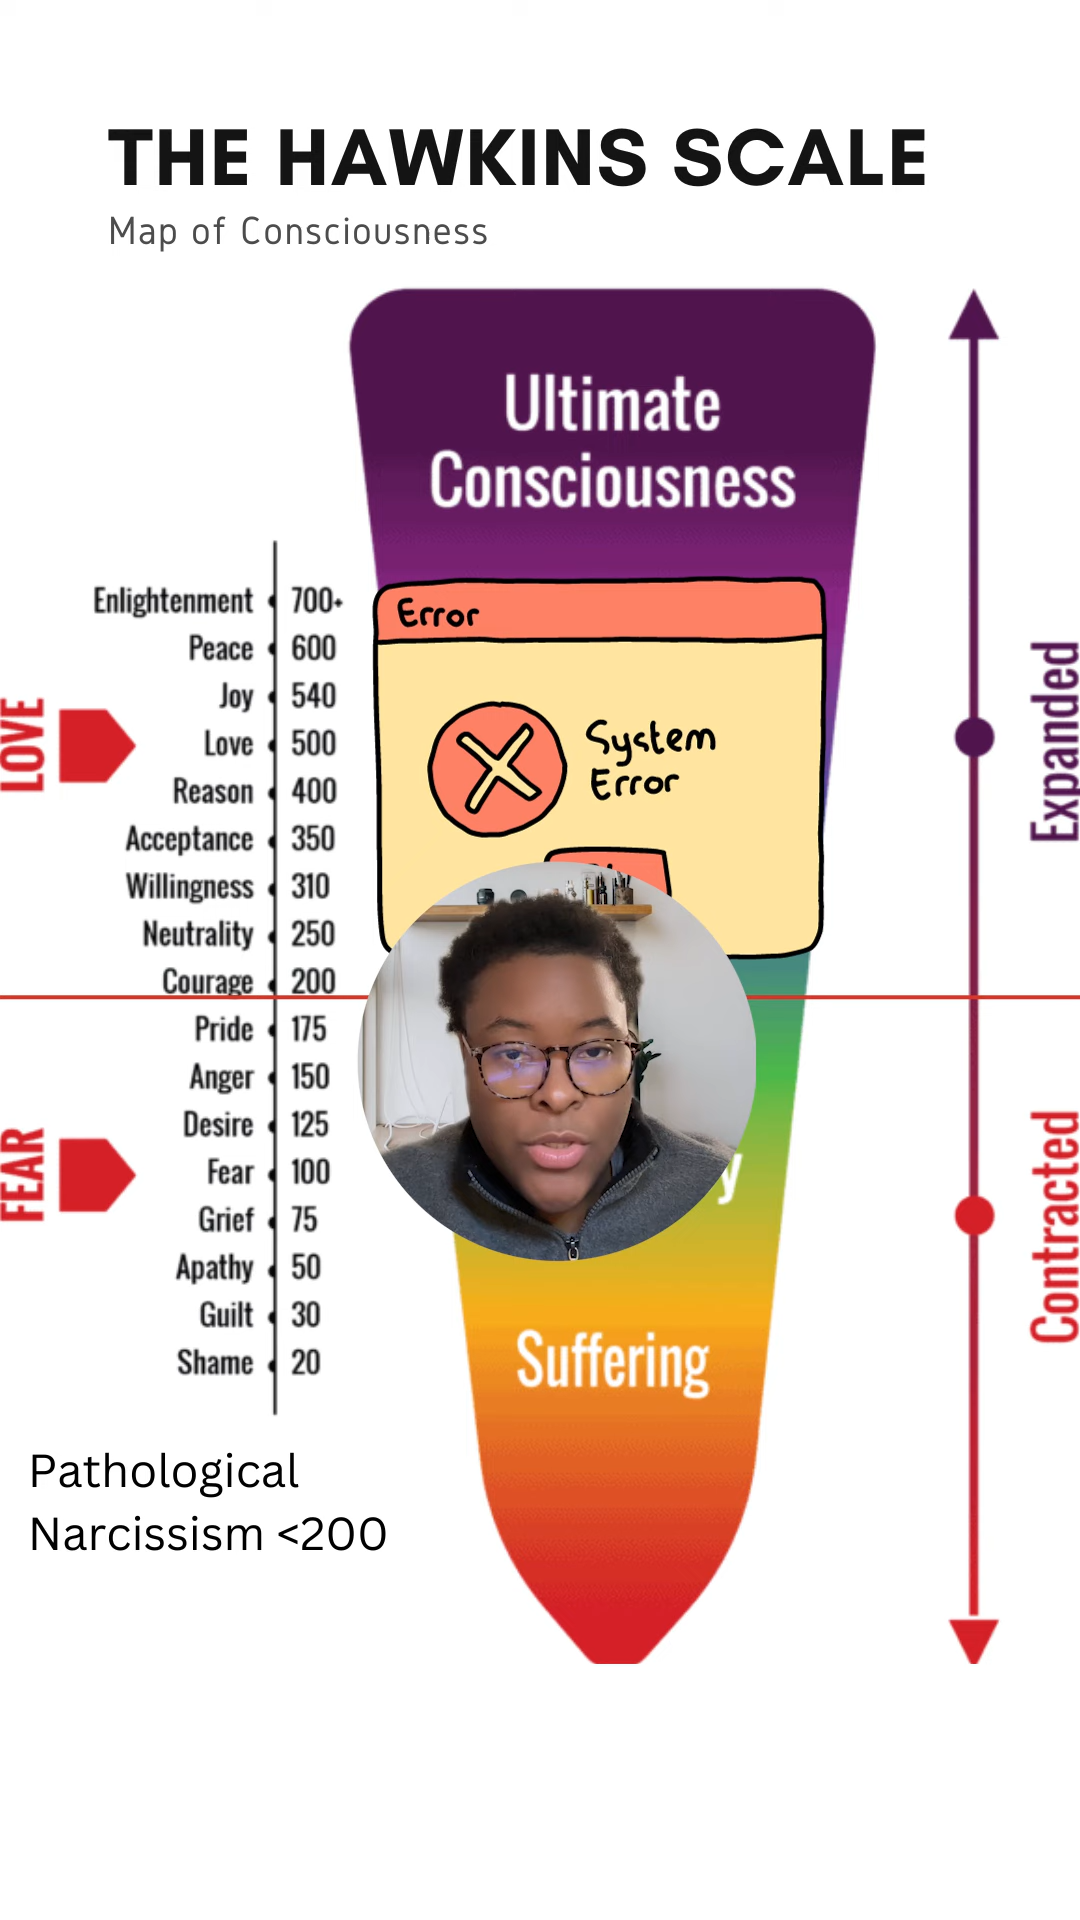 THE HAWKINS SCALE
Map of Consciousness
Ultimate
Consciousness
Enlightenment 700+
Peace 600
Joy 540
Love 500
Reason 400
Acceptance 350
Willingness 310
Neutrality 250
Courage 200
Pride 175
Anger 150
Desire 125
Fear 100
Grief 75
Apathy 50
Guilt 30
Shame 20
LOVE
FEAR
Error
System
Error
Suffering
Expanded
Contracted
Pathological
Narcissism <200